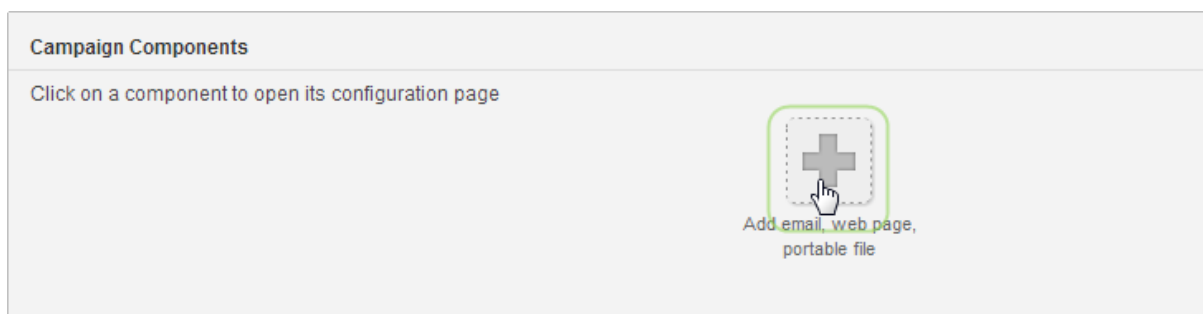 Campaign Components
Click on a component to open its configuration page
Add email, web page,
portable file